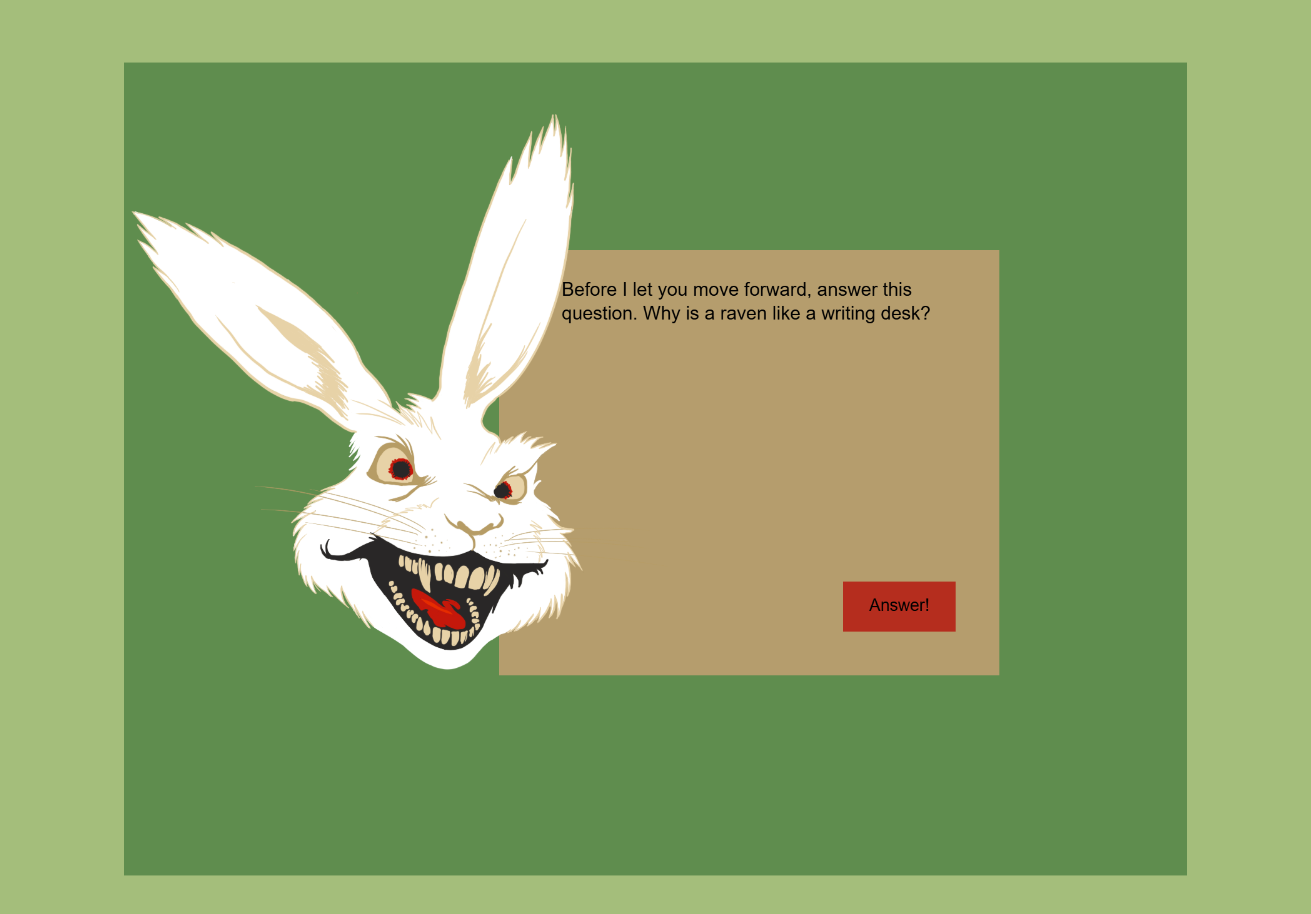 Before I let you move forward, answer this
question. Why is a raven like a writing desk?
Answer!